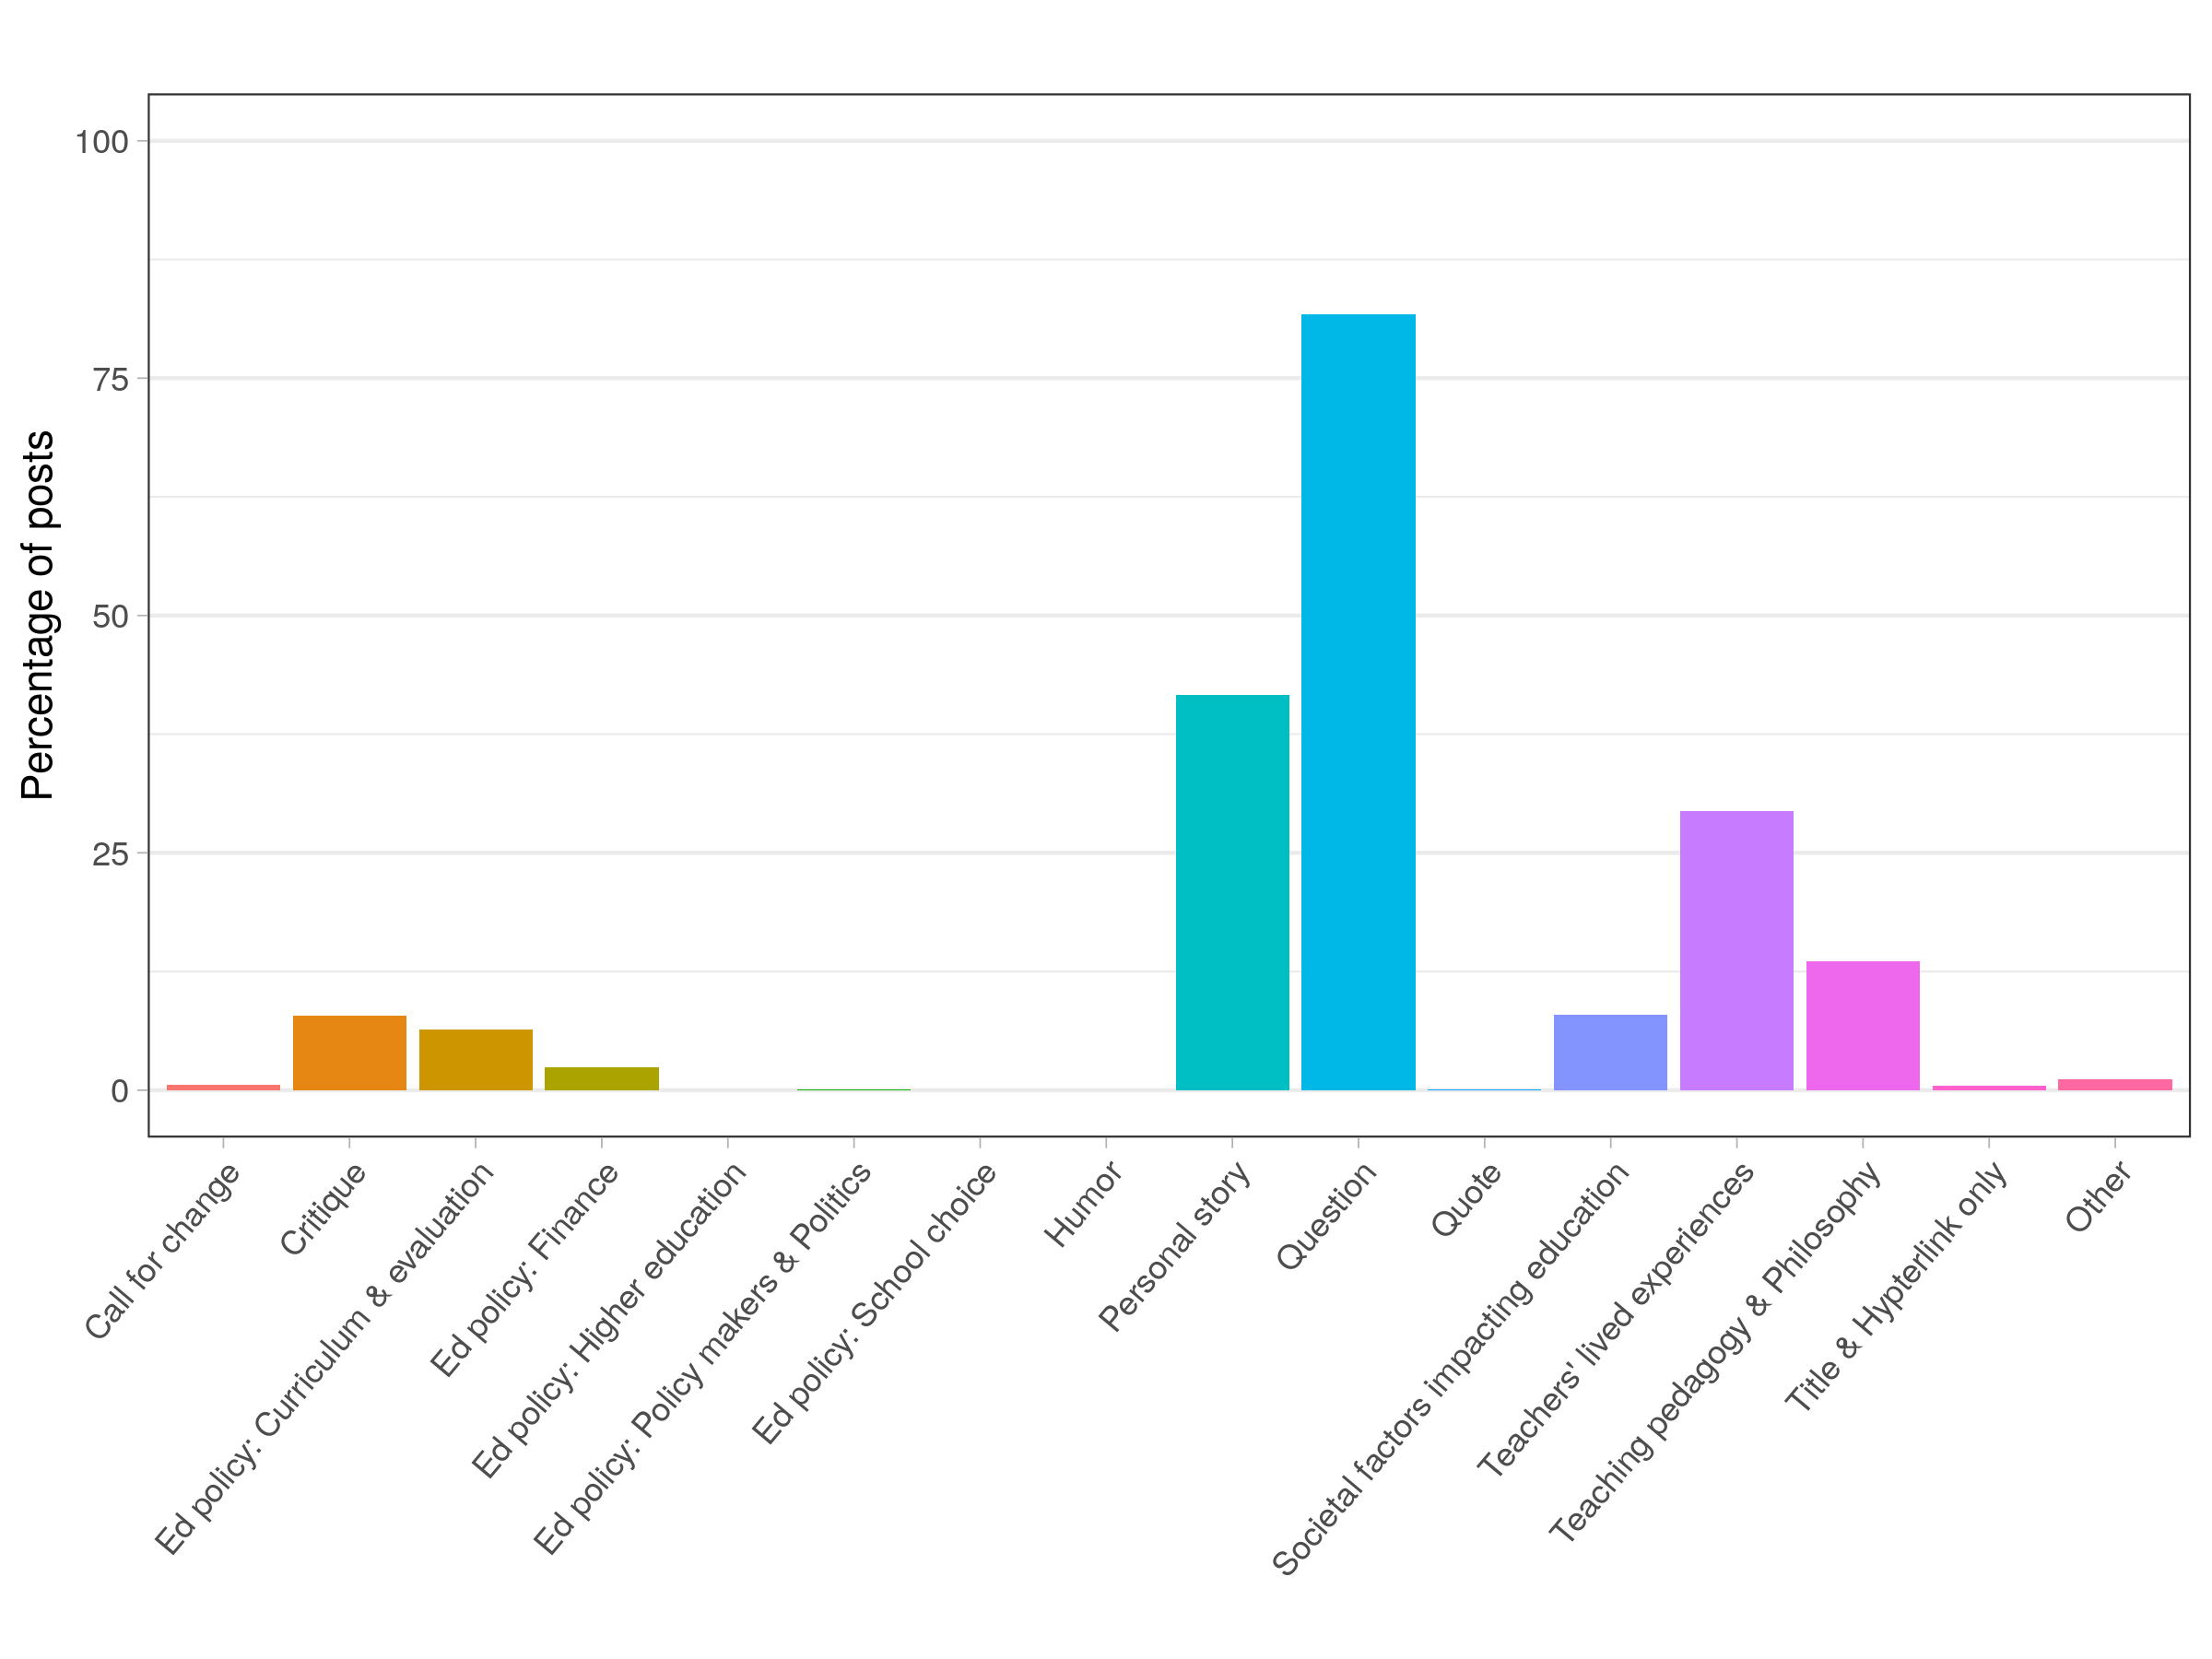 Percentage of posts
100
75
50
25
0
Call for change
Critique
Ed policy: Curriculum & evaluation
Ed policy: Finance
Ed policy: Higher education
Ed policy: Policy makers & Politics
Ed policy: School choice
Humor
Personal story
Question
Quote
Societal factors impacting education
Teachers' lived experiences
Teaching pedagogy & Philosophy
Title & Hypterlink only
Other